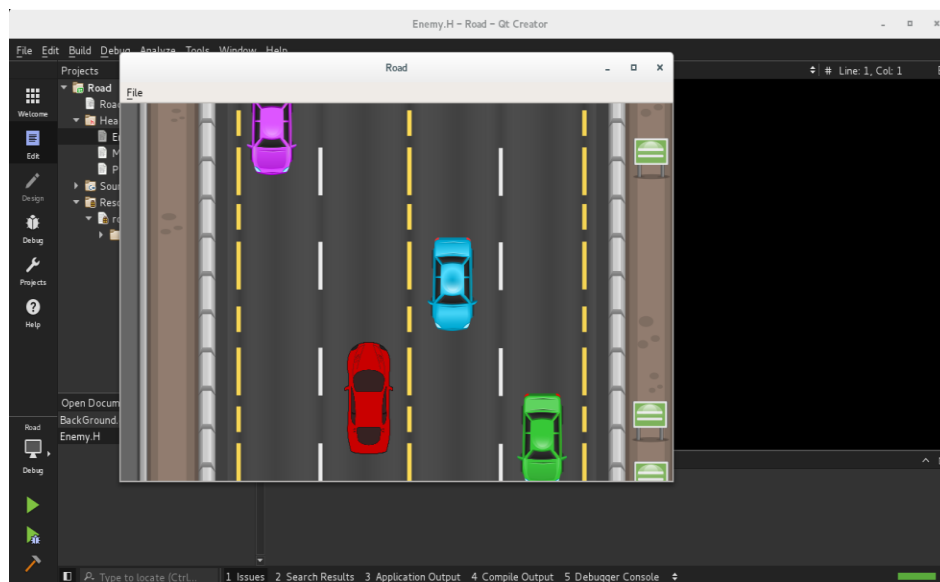 Enemy.H - Road - Qt Creator
File Edit Build Debug Analyze Tools Window Help
Projects
Road
# Line: 1, Col: 1
File
Welcome
Road
Edit
Design
Debug
Projects
Help
Open Docum
BackGround.
Enemy.H
Road
Debug
Type to locate (Ctrl...
1 Issues 2 Search Results 3 Application Output 4 Compile Output 5 Debugger Console